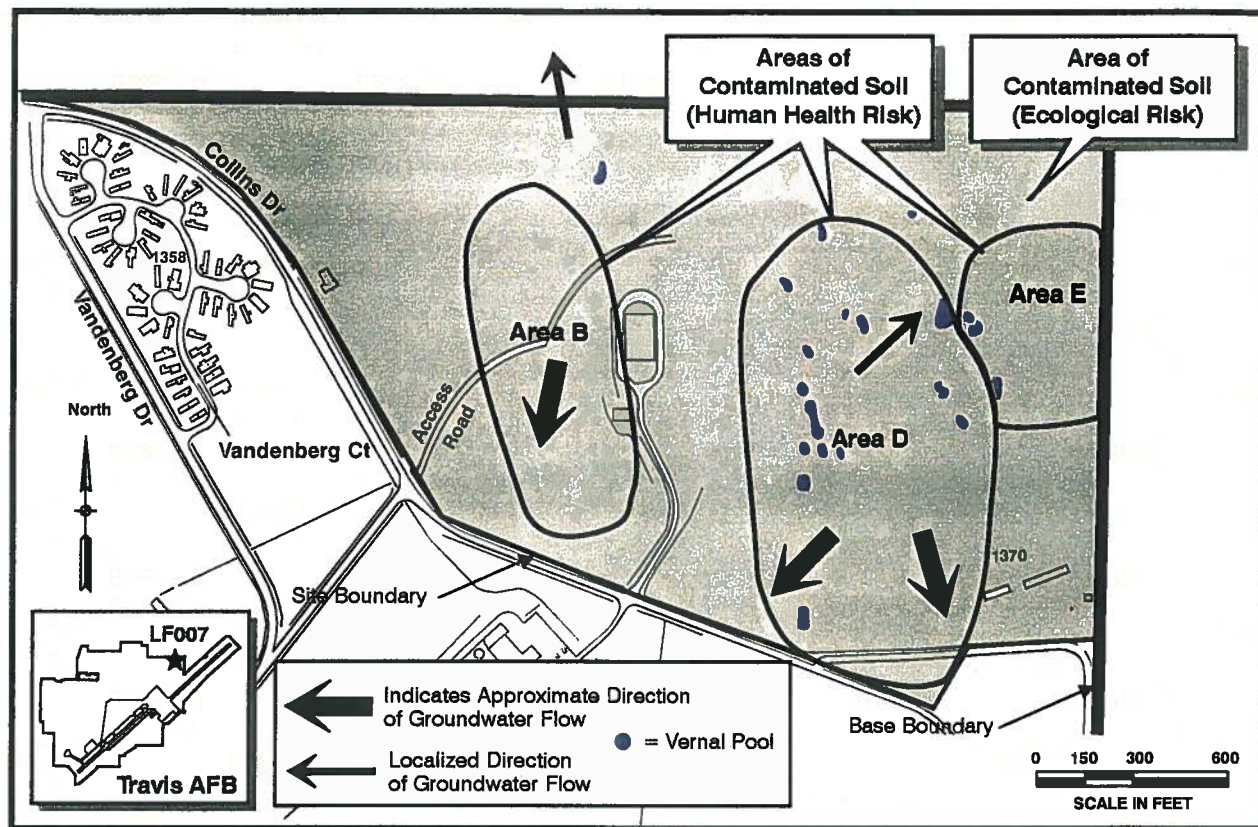 Areas of
Contaminated Soil
(Human Health Risk)
Area of
Contaminated Soil
(Ecological Risk)
Collins Dr
1358
Vandenberg Dr
Area B
Area E
North
Access
Road
Vandenberg Ct
Area D
1370
Site Boundary
LF007
Travis AFB
Indicates Approximate Direction
of Groundwater Flow
= Vernal Pool
Localized Direction
of Groundwater Flow
Base Boundary
0 150 300 600
SCALE IN FEET